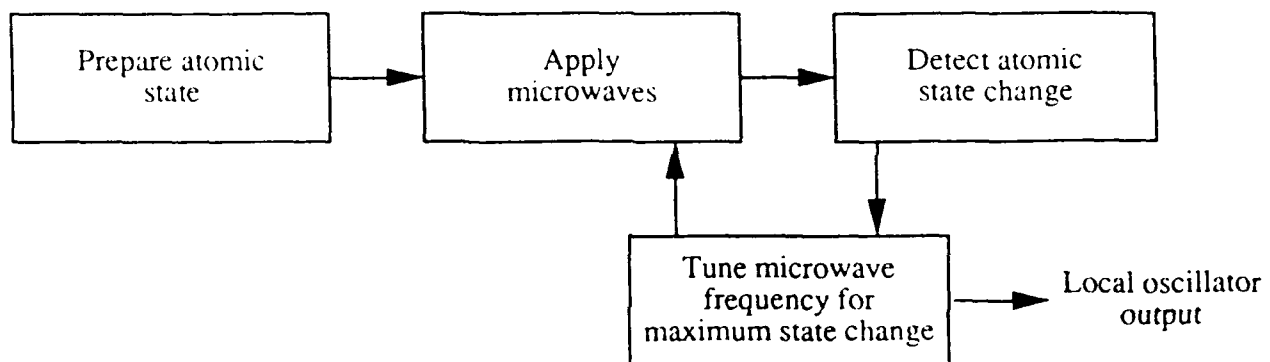 Prepare atomic
state
Apply
microwaves
Detect atomic
state change
Tune microwave
frequency for
maximum state change
Local oscillator
output